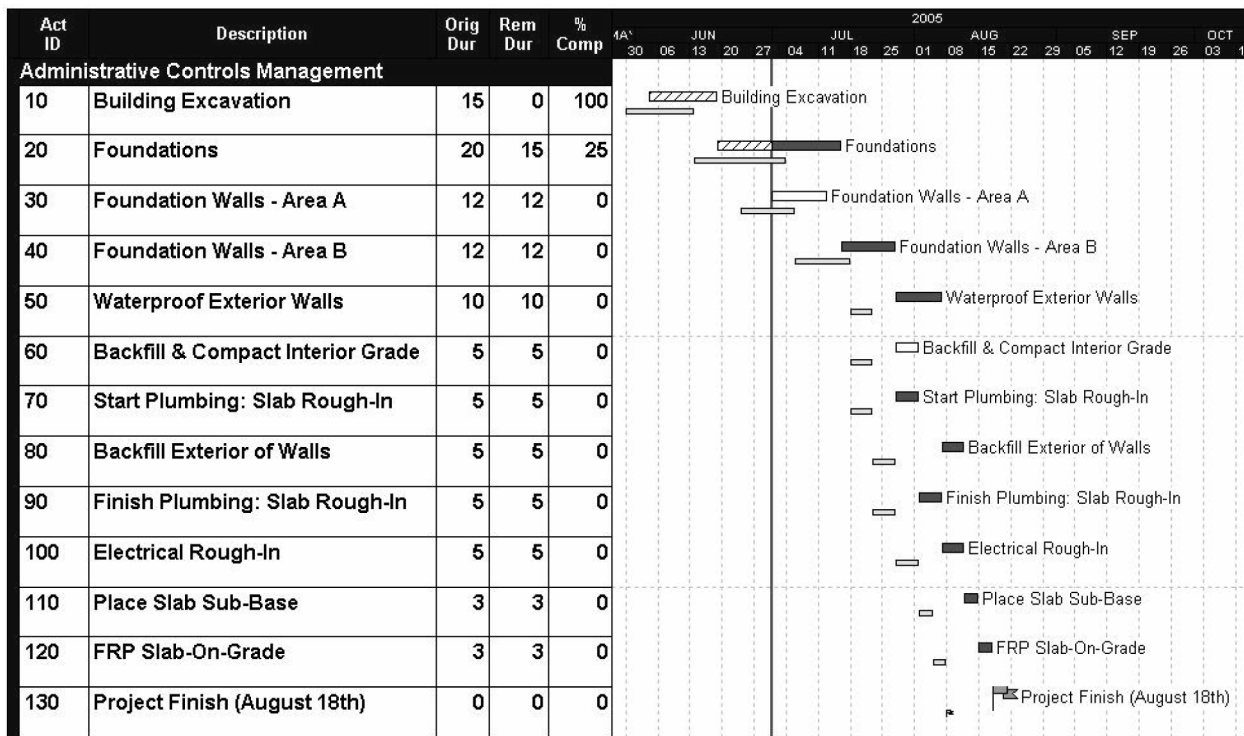 Act ID Description Orig Dur Rem Dur % Comp
2005
MAY JUN JUL AUG SEP OCT
30 06 13 20 27 04 11 18 25 01 08 15 22 29 05 12 19 26 03 1
Administrative Controls Management
10 Building Excavation 15 0 100 Building Excavation
20 Foundations 20 15 25 Foundations
30 Foundation Walls - Area A 12 12 0 Foundation Walls - Area A
40 Foundation Walls - Area B 12 12 0 Foundation Walls - Area B
50 Waterproof Exterior Walls 10 10 0 Waterproof Exterior Walls
60 Backfill & Compact Interior Grade 5 5 0 Backfill & Compact Interior Grade
70 Start Plumbing: Slab Rough-In 5 5 0 Start Plumbing: Slab Rough-In
80 Backfill Exterior of Walls 5 5 0 Backfill Exterior of Walls
90 Finish Plumbing: Slab Rough-In 5 5 0 Finish Plumbing: Slab Rough-In
100 Electrical Rough-In 5 5 0 Electrical Rough-In
110 Place Slab Sub-Base 3 3 0 Place Slab Sub-Base
120 FRP Slab-On-Grade 3 3 0 FRP Slab-On-Grade
130 Project Finish (August 18th) 0 0 0 Project Finish (August 18th)